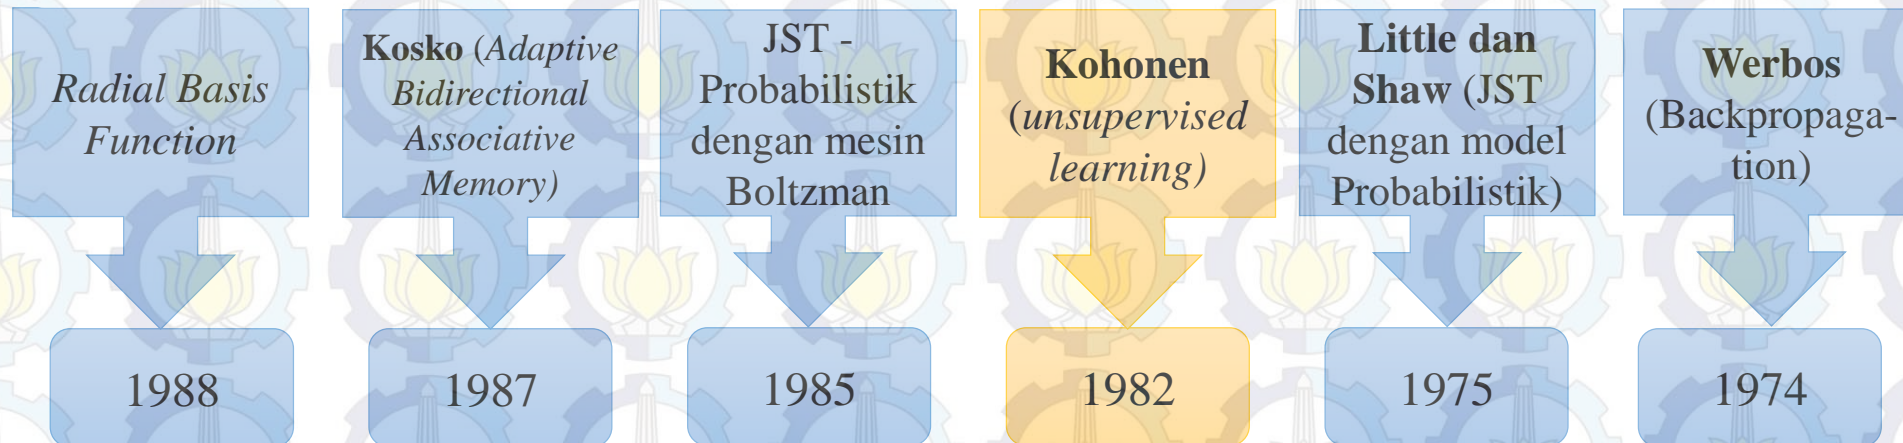 Radial Basis
Function
Kosko (Adaptive
Bidirectional
Associative
Memory)
JST -
Probabilistik
dengan mesin
Boltzman
Kohonen
(unsupervised
learning)
Little dan
Shaw (JST
dengan model
Probabilistik)
Werbos
(Backpropaga-
tion)
1988
1987
1985
1982
1975
1974